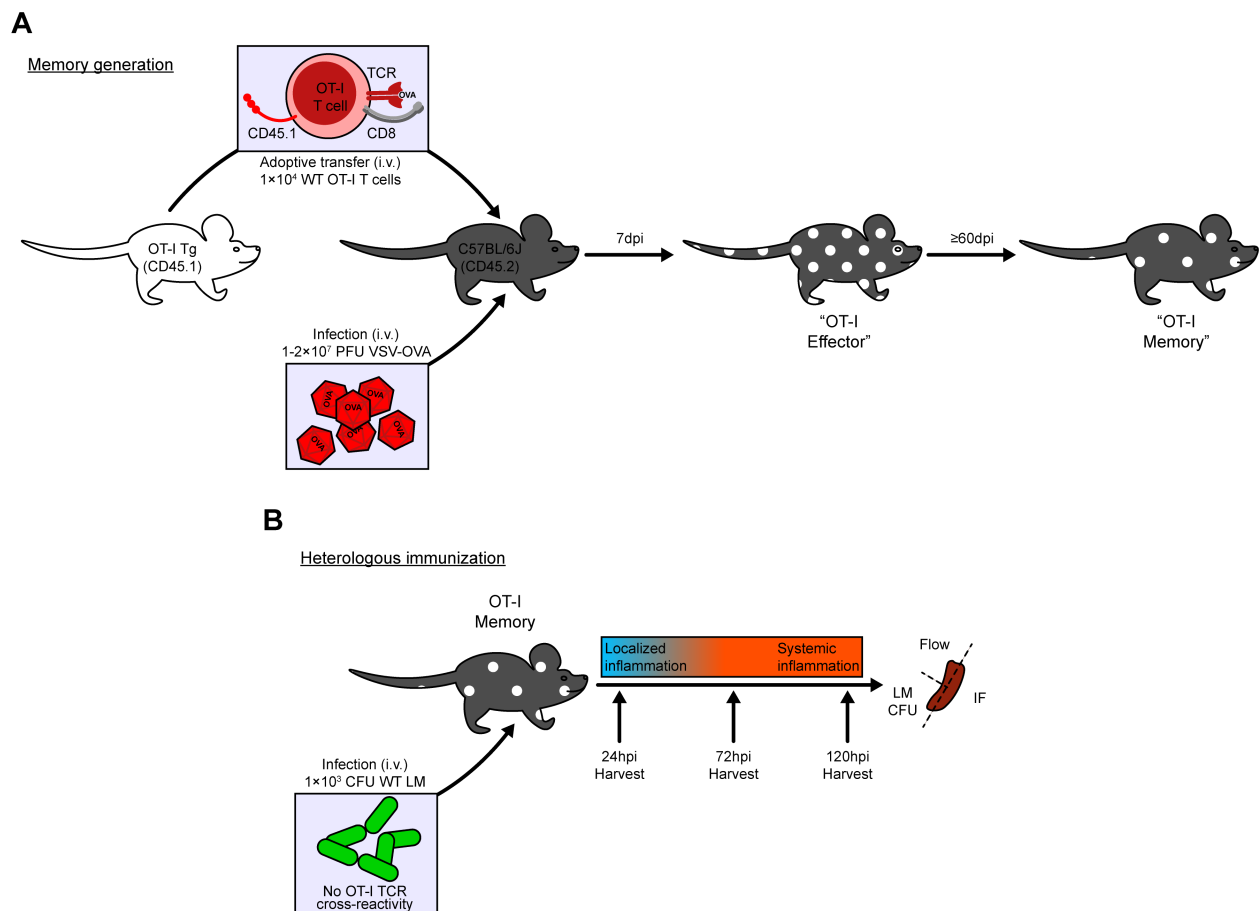 A
Memory generation
OT-I
T cell
TCR
OVA
CD45.1
CD8
Adoptive transfer (i.v.)
1×10⁴ WT OT-I T cells
OT-I Tg
(CD45.1)
C57BL/6J
(CD45.2)
7dpi
≥60dpi
“OT-I
Effector”
“OT-I
Memory”
Infection (i.v.)
1-2×10⁷ PFU VSV-OVA
OVA
OVA
OVA
OVA
OVA
OVA
B
Heterologous immunization
OT-I
Memory
Localized
inflammation
Systemic
inflammation
Flow
LM
CFU
IF
24hpi
Harvest
72hpi
Harvest
120hpi
Harvest
Infection (i.v.)
1×10³ CFU WT LM
No OT-I TCR
cross-reactivity